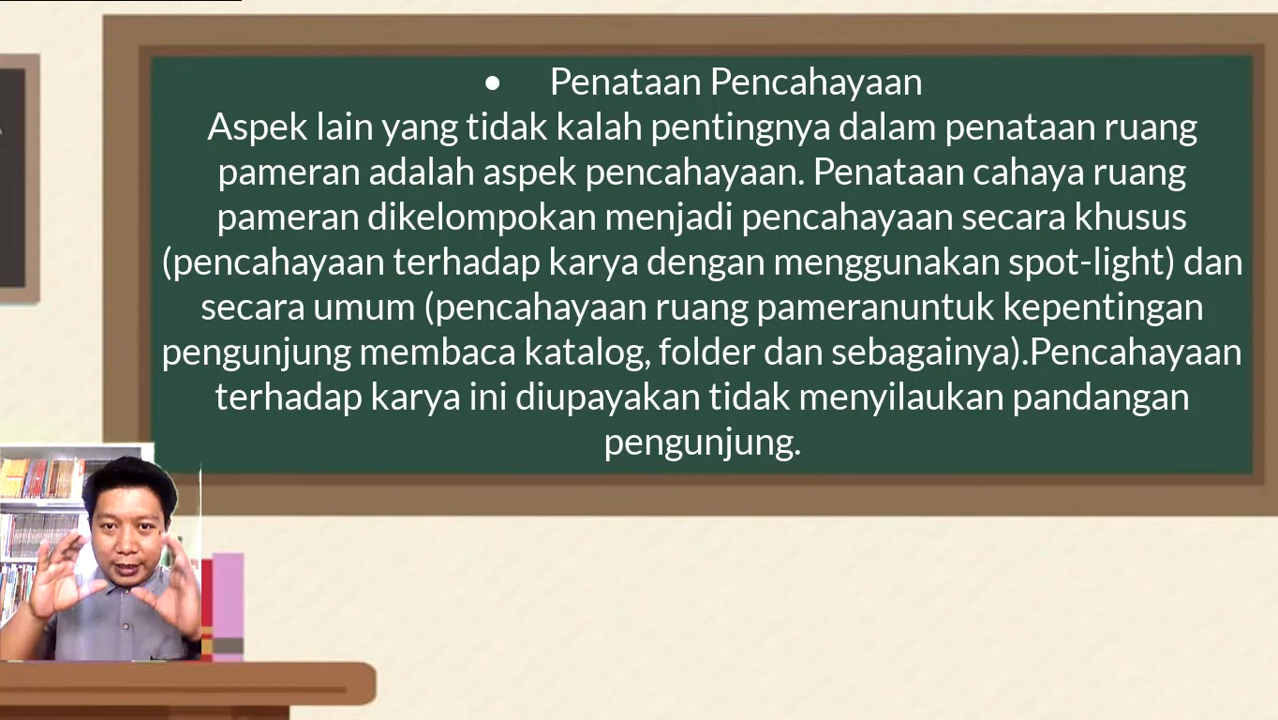 • Penataan Pencahayaan
Aspek lain yang tidak kalah pentingnya dalam penataan ruang
pameran adalah aspek pencahayaan. Penataan cahaya ruang
pameran dikelompokan menjadi pencahayaan secara khusus
(pencahayaan terhadap karya dengan menggunakan spot-light) dan
secara umum (pencahayaan ruang pameranuntuk kepentingan
pengunjung membaca katalog, folder dan sebagainya).Pencahayaan
terhadap karya ini diupayakan tidak menyilaukan pandangan
pengunjung.